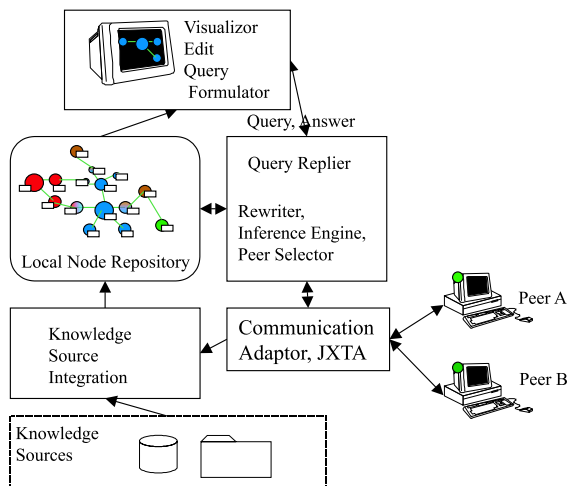 Visualizor
Edit
Query
Formulator
Query, Answer
Query Replier
Rewriter,
Inference Engine,
Peer Selector
Local Node Repository
Knowledge
Source
Integration
Communication
Adaptor, JXTA
Peer A
Peer B
Knowledge
Sources